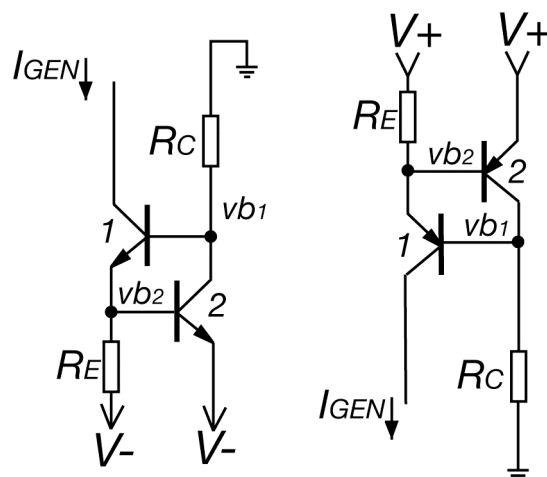 IGEN
RC
vb1
1
vb2
2
RE
V-
V-
V+
V+
RE
vb2
2
vb1
1
RC
IGEN